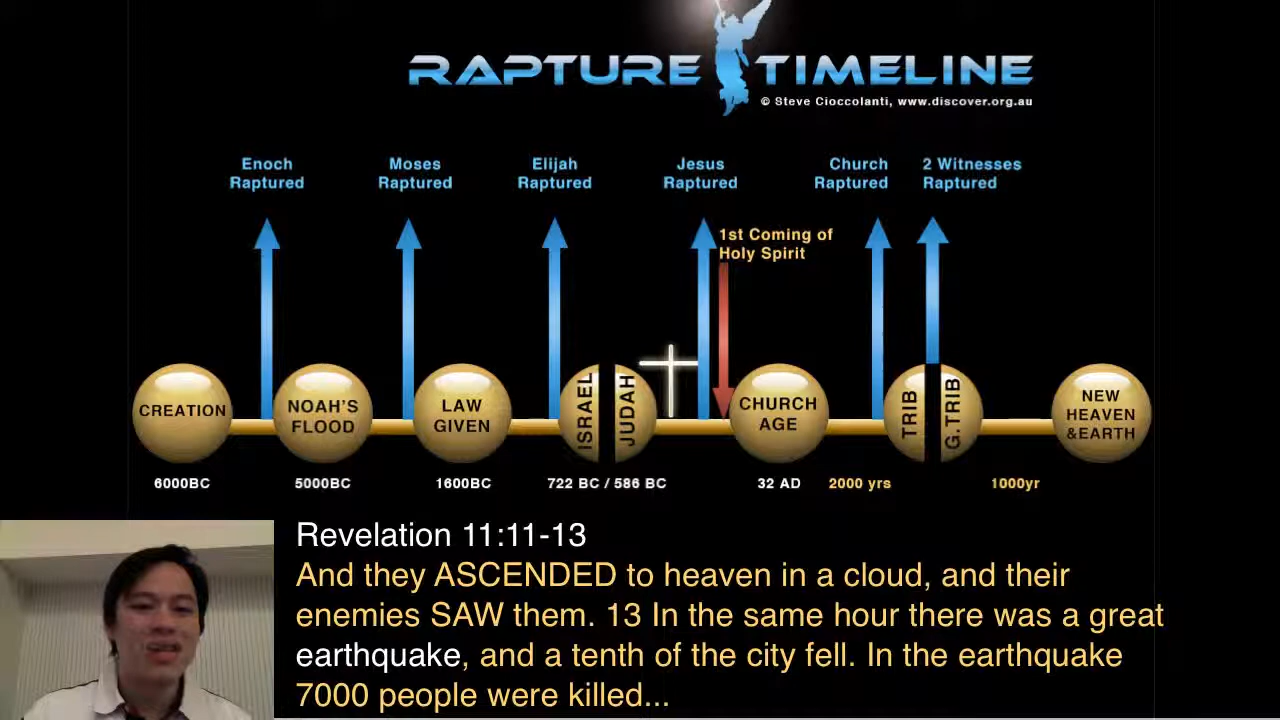 RAPTURE TIMELINE
© Steve Cioccolanti, www.discover.org.au
Enoch
Raptured
Moses
Raptured
Elijah
Raptured
Jesus
Raptured
Church
Raptured
2 Witnesses
Raptured
1st Coming of
Holy Spirit
CREATION
NOAH'S
FLOOD
LAW
GIVEN
ISRAEL
JUDAH
CHURCH
AGE
TRIB
G.TRIB
NEW
HEAVEN
&EARTH
6000BC
5000BC
1600BC
722 BC / 586 BC
32 AD
2000 yrs
1000yr
Revelation 11:11-13
And they ASCENDED to heaven in a cloud, and their
enemies SAW them. 13 In the same hour there was a great
earthquake, and a tenth of the city fell. In the earthquake
7000 people were killed...